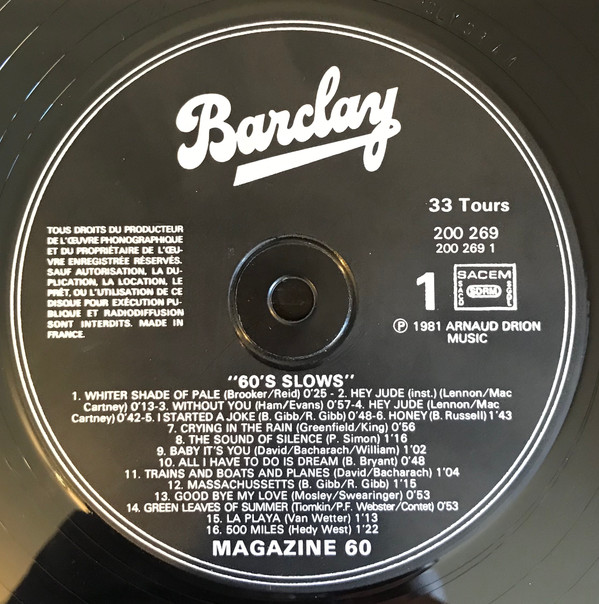 Barclay
33 Tours
200 269
200 269 1
1
SACEM
SACD SDRM SGDL
℗ 1981 ARNAUD DRION
MUSIC
TOUS DROITS DU PRODUCTEUR
DE L'ŒUVRE PHONOGRAPHIQUE
ET DU PROPRIÉTAIRE DE L'ŒU-
VRE ENREGISTRÉE RÉSERVÉS.
SAUF AUTORISATION, LA DU-
PLICATION, LA LOCATION, LE
PRÊT, OU L'UTILISATION DE CE
DISQUE POUR EXÉCUTION PU-
BLIQUE ET RADIODIFFUSION
SONT INTERDITS. MADE IN
FRANCE.
"60'S SLOWS"
1. WHITER SHADE OF PALE (Brooker/Reid) 0'25 - 2. HEY JUDE (inst.) (Lennon/Mac
Cartney) 0'13-3. WITHOUT YOU (Ham/Evans) 0'57-4. HEY JUDE (Lennon/Mac
Cartney) 0'42-5. I STARTED A JOKE (B. Gibb/R. Gibb) 0'48-6. HONEY (B. Russell) 1'43
7. CRYING IN THE RAIN (Greenfield/King) 0'56
8. THE SOUND OF SILENCE (P. Simon) 1'16
9. BABY IT'S YOU (David/Bacharach/William) 1'02
10. ALL I HAVE TO DO IS DREAM (B. Bryant) 0'48
11. TRAINS AND BOATS AND PLANES (David/Bacharach) 1'04
12. MASSACHUSSETTS (B. Gibb/R. Gibb) 1'15
13. GOOD BYE MY LOVE (Mosley/Swearinger) 0'53
14. GREEN LEAVES OF SUMMER (Tiomkin/P.F. Webster/Contet) 0'53
15. LA PLAYA (Van Wetter) 1'13
16. 500 MILES (Hedy West) 1'22
MAGAZINE 60